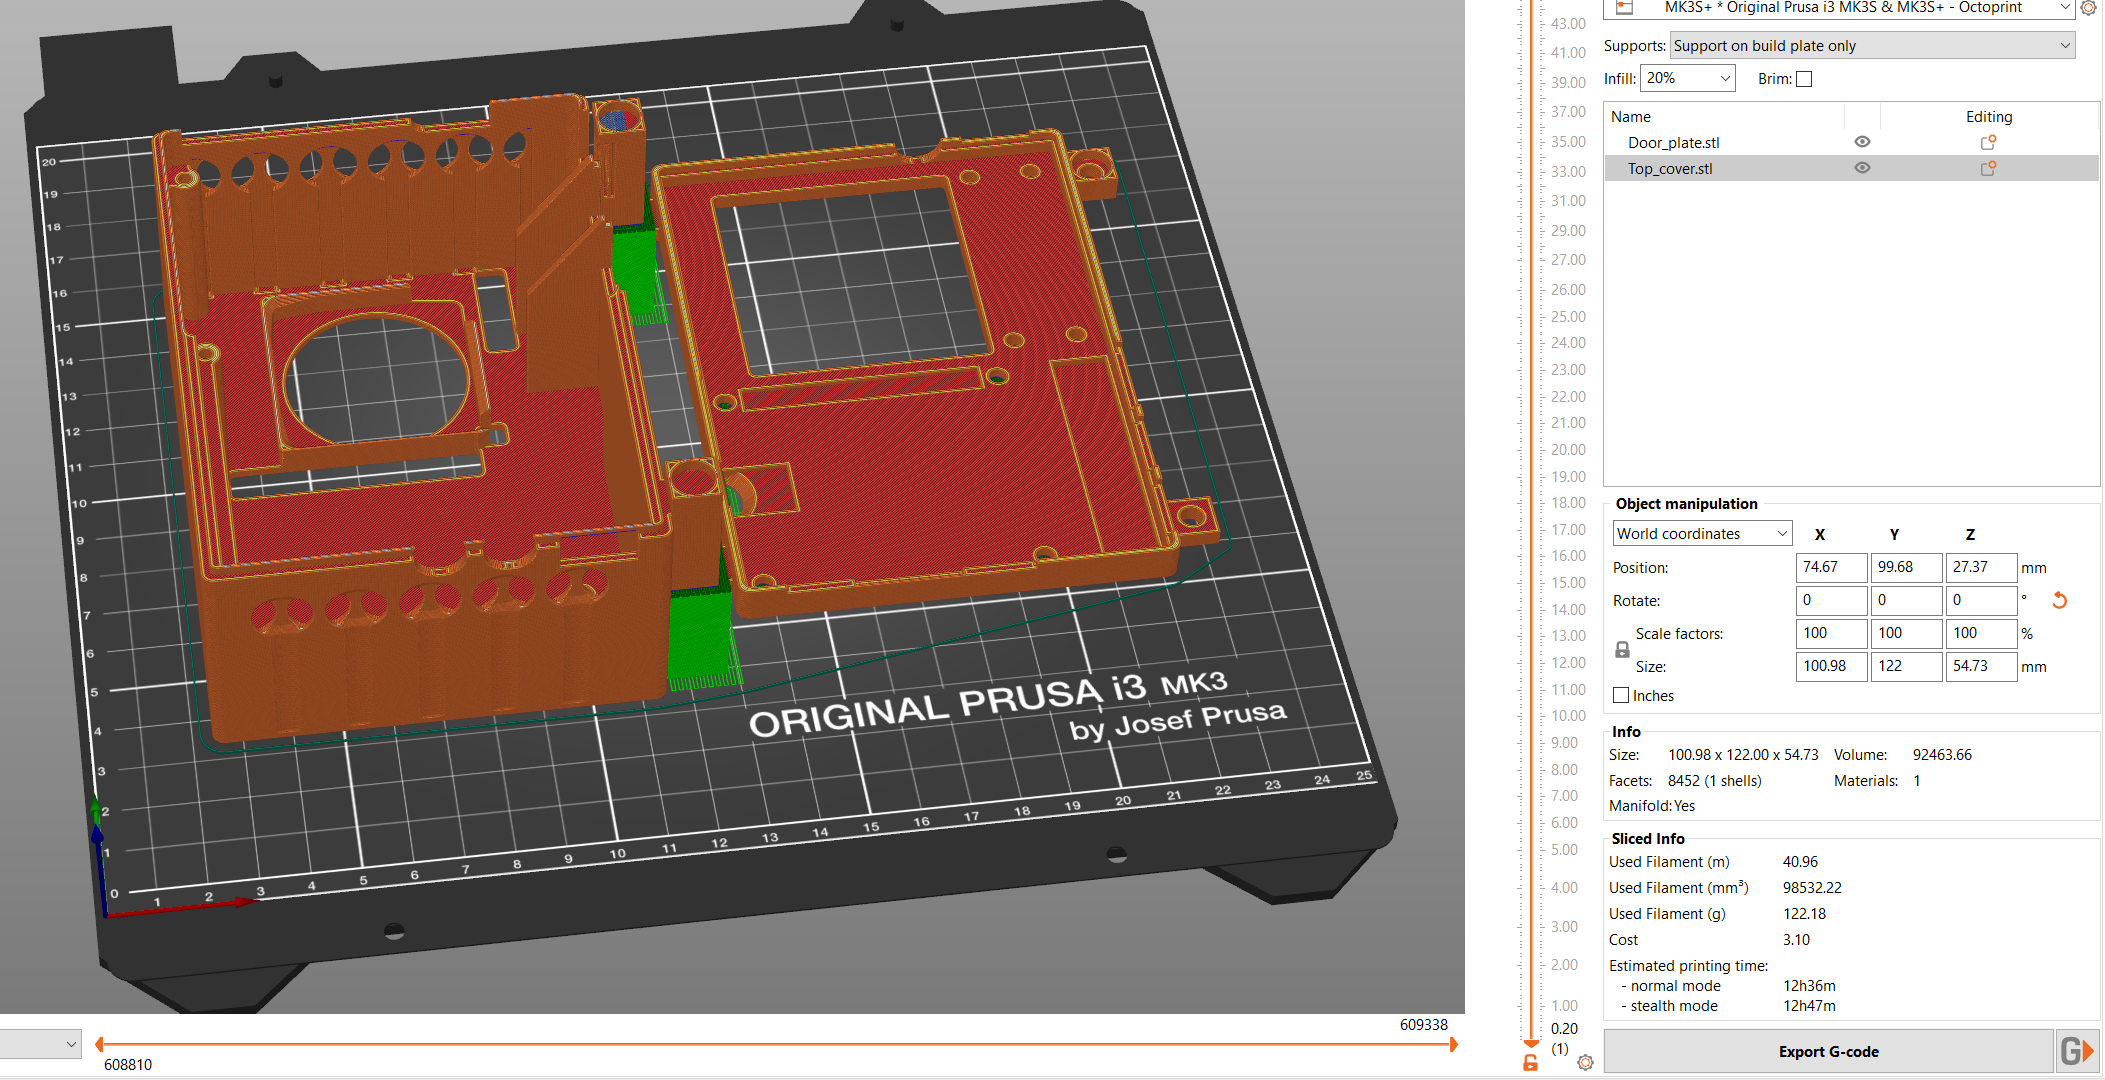 MK3S+ * Original Prusa i3 MK3S & MK3S+ - Octoprint
Supports: Support on build plate only
Infill: 20% Brim:
Name Editing
Door_plate.stl
Top_cover.stl
Object manipulation
World coordinates X Y Z
Position: 74.67 99.68 27.37 mm
Rotate: 0 0 0 °
Scale factors: 100 100 100 %
Size: 100.98 122 54.73 mm
Inches
Info
Size: 100.98 x 122.00 x 54.73 Volume: 92463.66
Facets: 8452 (1 shells) Materials: 1
Manifold: Yes
Sliced Info
Used Filament (m) 40.96
Used Filament (mm³) 98532.22
Used Filament (g) 122.18
Cost 3.10
Estimated printing time:
- normal mode 12h36m
- stealth mode 12h47m
Export G-code
G
43.00
41.00
39.00
37.00
35.00
33.00
31.00
29.00
27.00
26.00
25.00
24.00
23.00
22.00
21.00
20.00
19.00
18.00
17.00
16.00
15.00
14.00
13.00
12.00
11.00
10.00
9.00
8.00
7.00
6.00
5.00
4.00
3.00
2.00
1.00
0.20
(1)
20
19
18
17
16
15
14
13
12
11
10
9
8
7
6
5
4
3
2
1
0
1 2 3 4 5 6 7 8 9 10 11 12 13 14 15 16 17 18 19 20 21 22 23 24 25
ORIGINAL PRUSA i3 MK3
by Josef Prusa
609338
608810